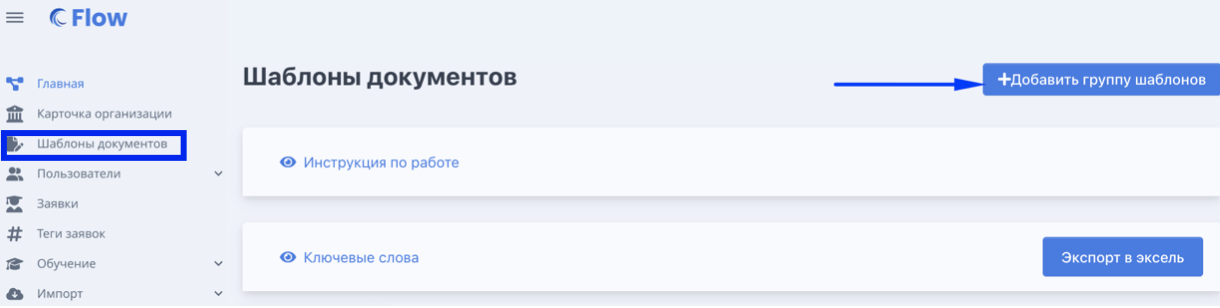 Flow
Главная
Карточка организации
Шаблоны документов
Пользователи
Заявки
Теги заявок
Обучение
Импорт
Шаблоны документов
+Добавить группу шаблонов
Инструкция по работе
Ключевые слова
Экспорт в эксель